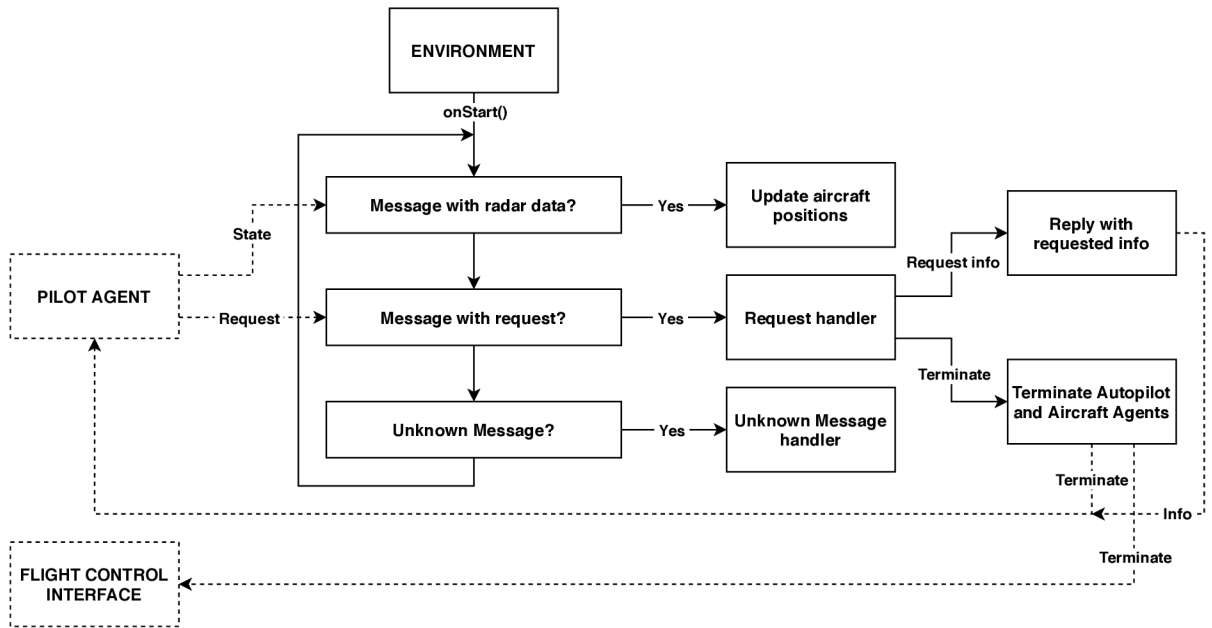 ENVIRONMENT
onStart()
Message with radar data?
Yes
Update aircraft
positions
State
Reply with
requested info
Request info
PILOT AGENT
Request
Message with request?
Yes
Request handler
Terminate
Terminate Autopilot
and Aircraft Agents
Unknown Message?
Yes
Unknown Message
handler
Terminate
Info
Terminate
FLIGHT CONTROL
INTERFACE